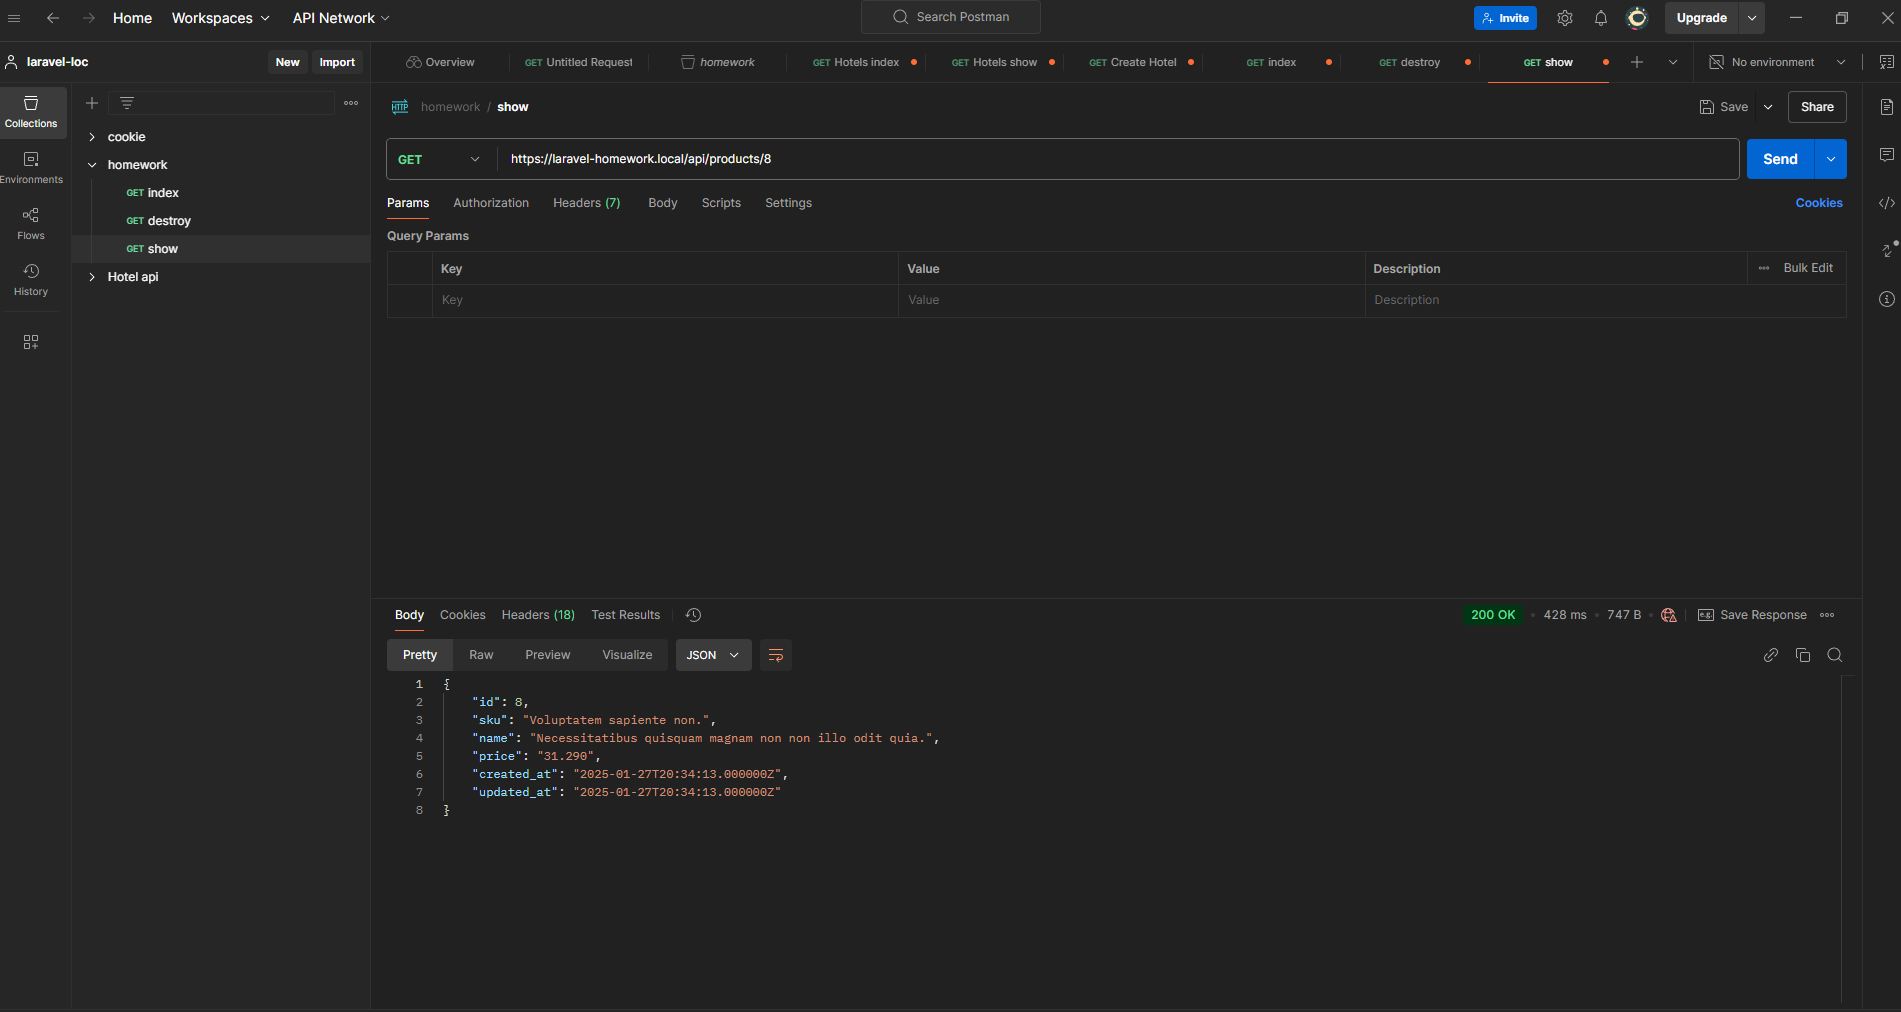 Home Workspaces API Network Search Postman Invite Upgrade
laravel-loc New Import Overview GET Untitled Request homework GET Hotels index GET Hotels show GET Create Hotel GET index GET destroy GET show No environment
Collections
Environments
Flows
History
cookie
homework
GET index
GET destroy
GET show
Hotel api
HTTP homework / show Save Share
GET https://laravel-homework.local/api/products/8 Send
Params Authorization Headers (7) Body Scripts Settings Cookies
Query Params
Key Value Description Bulk Edit
Key Value Description
Body Cookies Headers (18) Test Results 200 OK 428 ms 747 B e.g. Save Response
Pretty Raw Preview Visualize JSON
1 {
2 "id": 8,
3 "sku": "Voluptatem sapiente non.",
4 "name": "Necessitatibus quisquam magnam non non illo odit quia.",
5 "price": "31.290",
6 "created_at": "2025-01-27T20:34:13.000000Z",
7 "updated_at": "2025-01-27T20:34:13.000000Z"
8 }